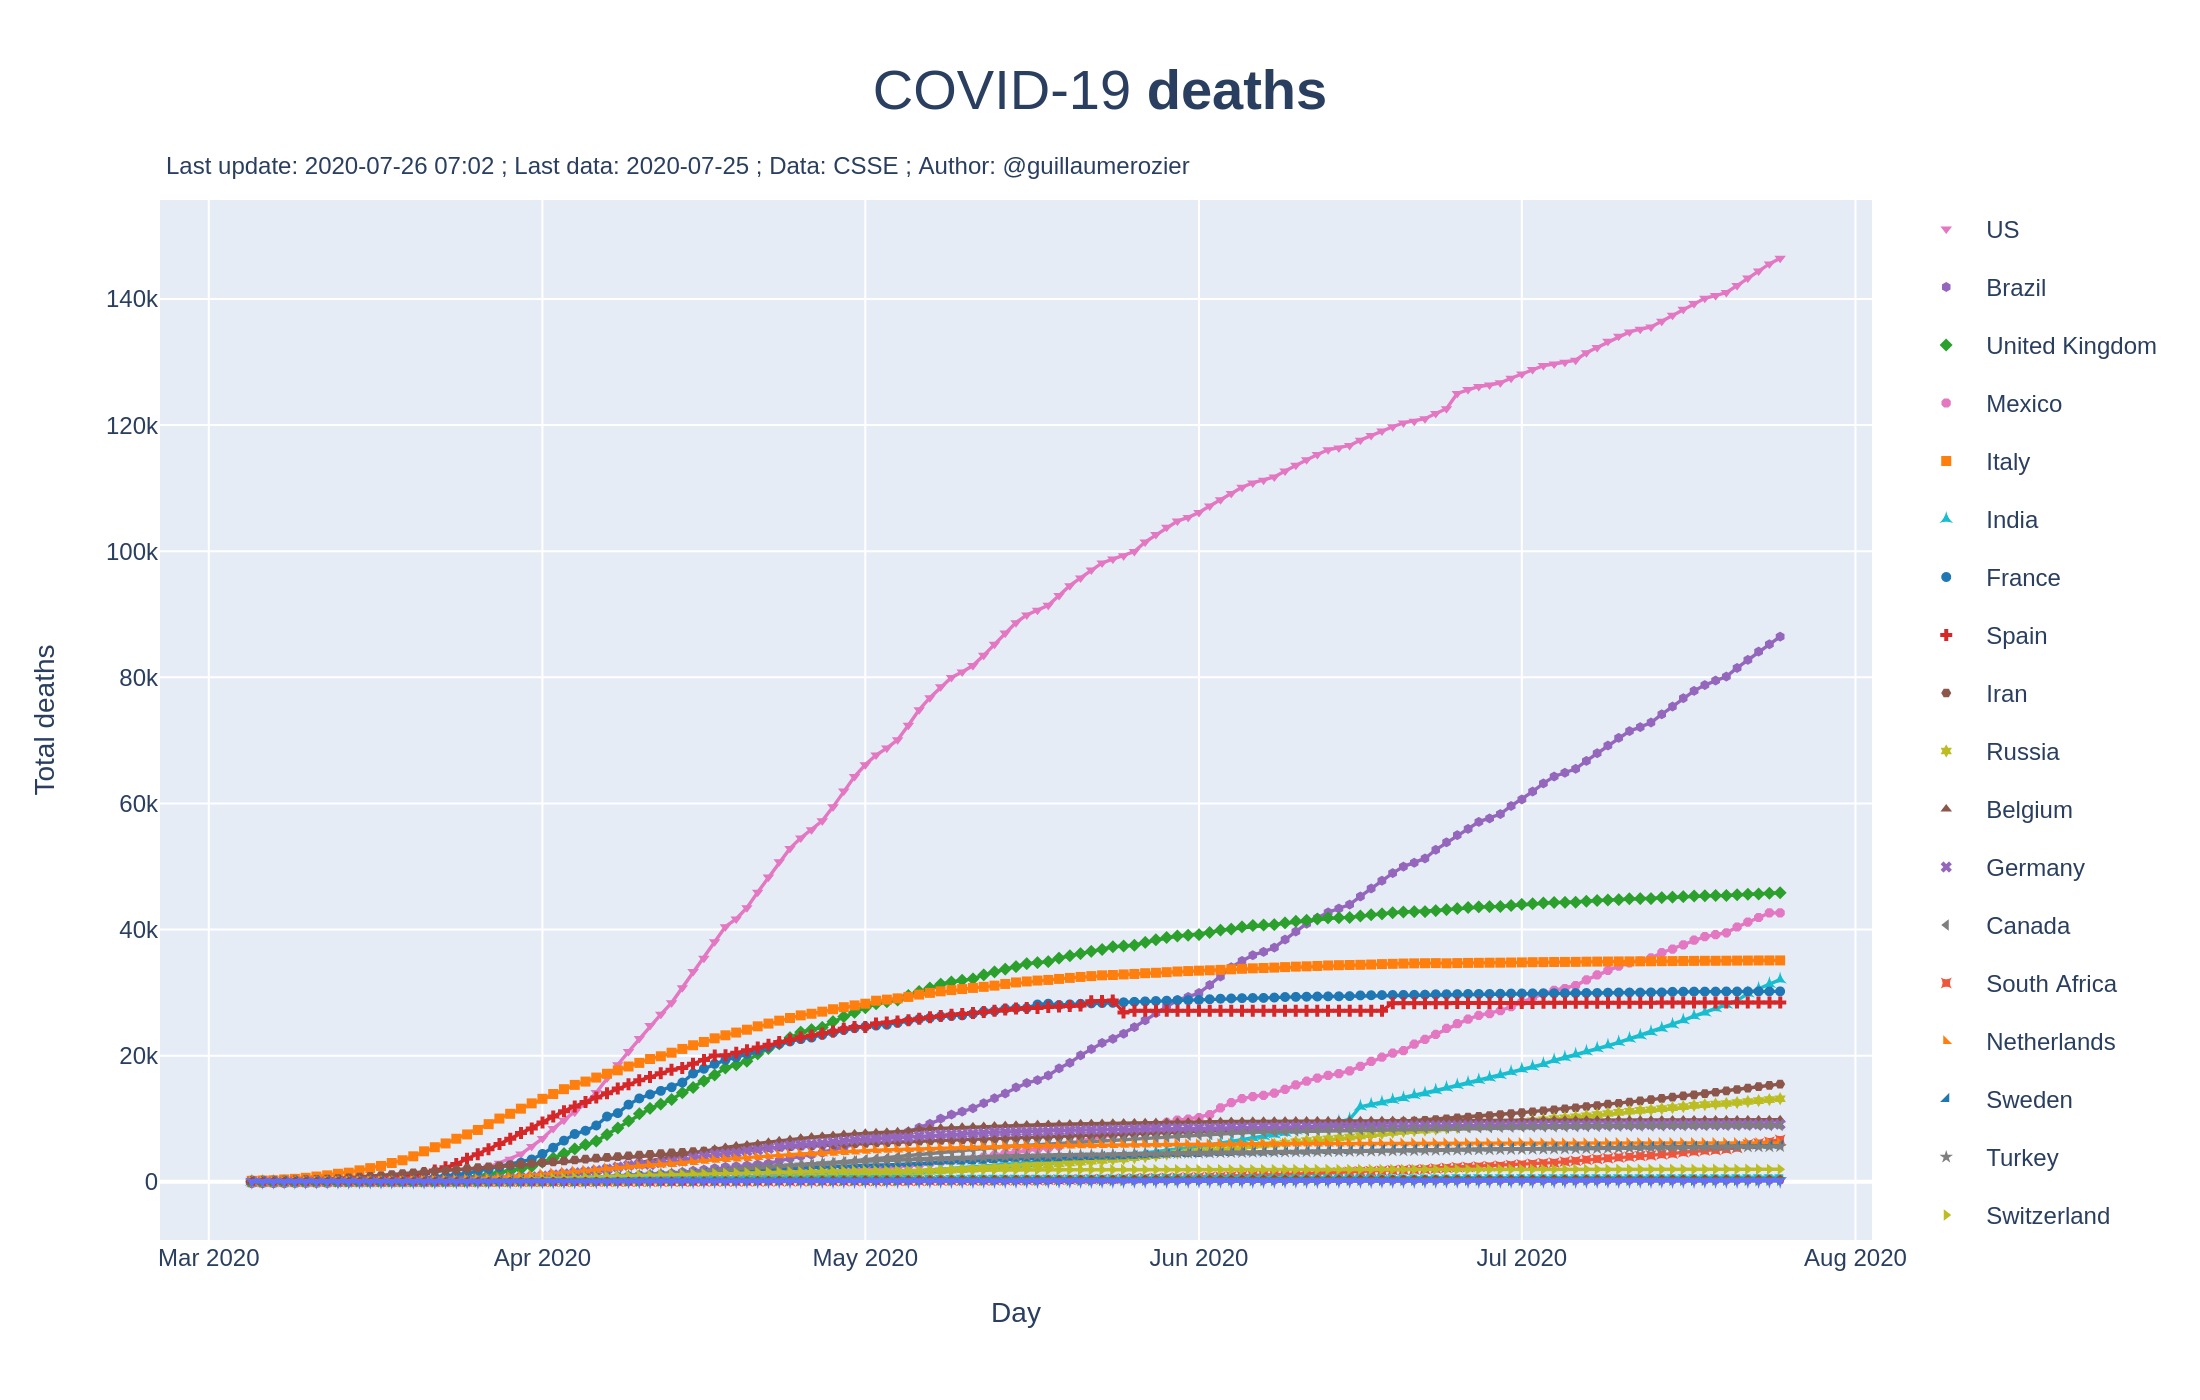 COVID-19 deaths
Last update: 2020-07-26 07:02 ; Last data: 2020-07-25 ; Data: CSSE ; Author: @guillaumerozier
140k
120k
100k
80k
60k
40k
20k
0
Total deaths
Mar 2020
Apr 2020
May 2020
Jun 2020
Jul 2020
Aug 2020
Day
US
Brazil
United Kingdom
Mexico
Italy
India
France
Spain
Iran
Russia
Belgium
Germany
Canada
South Africa
Netherlands
Sweden
Turkey
Switzerland